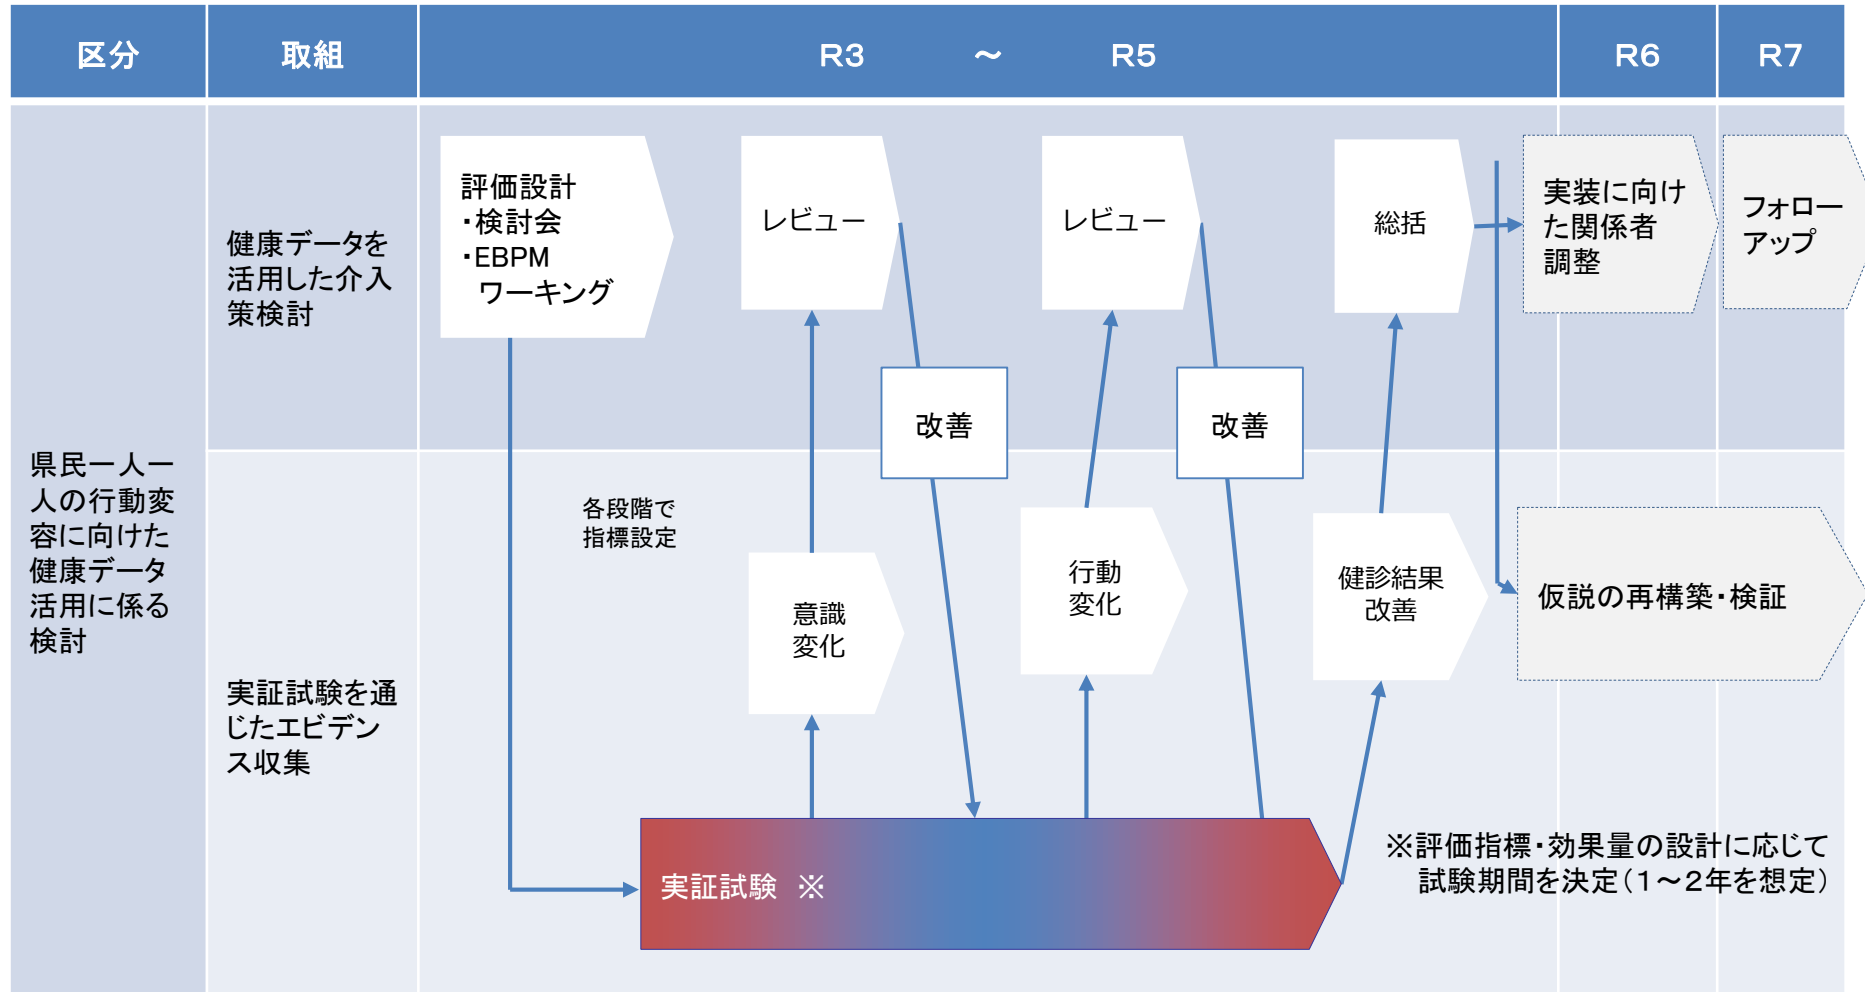 区分
取組
R3　～　R5
R6
R7
県民一人一
人の行動変
容に向けた
健康データ
活用に係る
検討
健康データを
活用した介入
策検討
評価設計
・検討会
・EBPM
ワーキング
レビュー
レビュー
総括
実装に向け
た関係者
調整
フォロー
アップ
改善
改善
実証試験を通
じたエビデン
ス収集
各段階で
指標設定
意識
変化
行動
変化
健診結果
改善
仮説の再構築・検証
実証試験　※
※評価指標・効果量の設計に応じて
試験期間を決定（１～２年を想定）